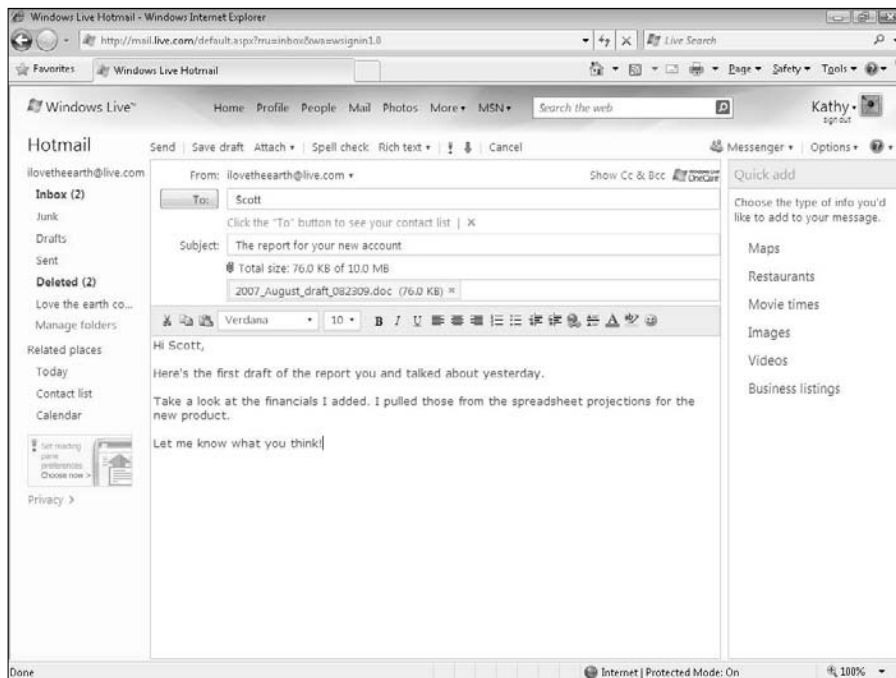 Windows Live Hotmail - Windows Internet Explorer
http://mail.live.com/default.aspx?rru=inbox&wa=wsignin1.0
Live Search
Favorites Windows Live Hotmail Page Safety Tools
Windows Live™ Home Profile People Mail Photos More MSN Search the web Kathy
sign out
Hotmail Send | Save draft Attach | Spell check Rich text | Cancel Messenger | Options
ilovetheearth@live.com
Inbox (2)
Junk
Drafts
Sent
Deleted (2)
Love the earth co...
Manage folders
Related places
Today
Contact list
Calendar
Set reading
pane
preferences
Choose now >
Privacy >
From: ilovetheearth@live.com Show Cc & Bcc Windows Live OneCare
To: Scott
Click the "To" button to see your contact list | ×
Subject: The report for your new account
Total size: 76.0 KB of 10.0 MB
2007_August_draft_082309.doc (76.0 KB) ×
Verdana 10 B I U A
Hi Scott,
Here's the first draft of the report you and talked about yesterday.
Take a look at the financials I added. I pulled those from the spreadsheet projections for the
new product.
Let me know what you think!
Quick add
Choose the type of info you'd
like to add to your message.
Maps
Restaurants
Movie times
Images
Videos
Business listings
Done Internet | Protected Mode: On 100%